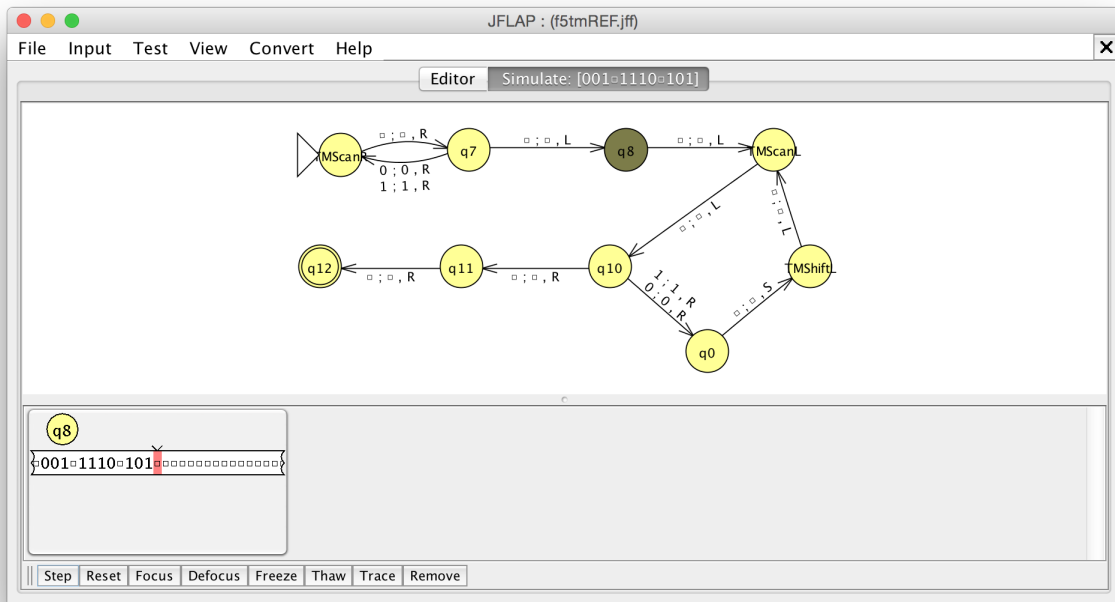 JFLAP : (f5tmREF.jff)
File Input Test View Convert Help
Editor Simulate: [001□1110□101]
□ ; □ , R
□ ; □ , L
□ ; □ , L
q7
q8
TMScanL
0 ; 0 , R
1 ; 1 , R
□ ; □ , L
□ ; □ , L
q12
q11
q10
TMShiftL
□ ; □ , R
□ ; □ , R
1 ; 1 , R
0 ; 0 , R
□ ; □ , S
q0
q8
□001□1110□101□□□□□□□□□□□□□□□
Step Reset Focus Defocus Freeze Thaw Trace Remove